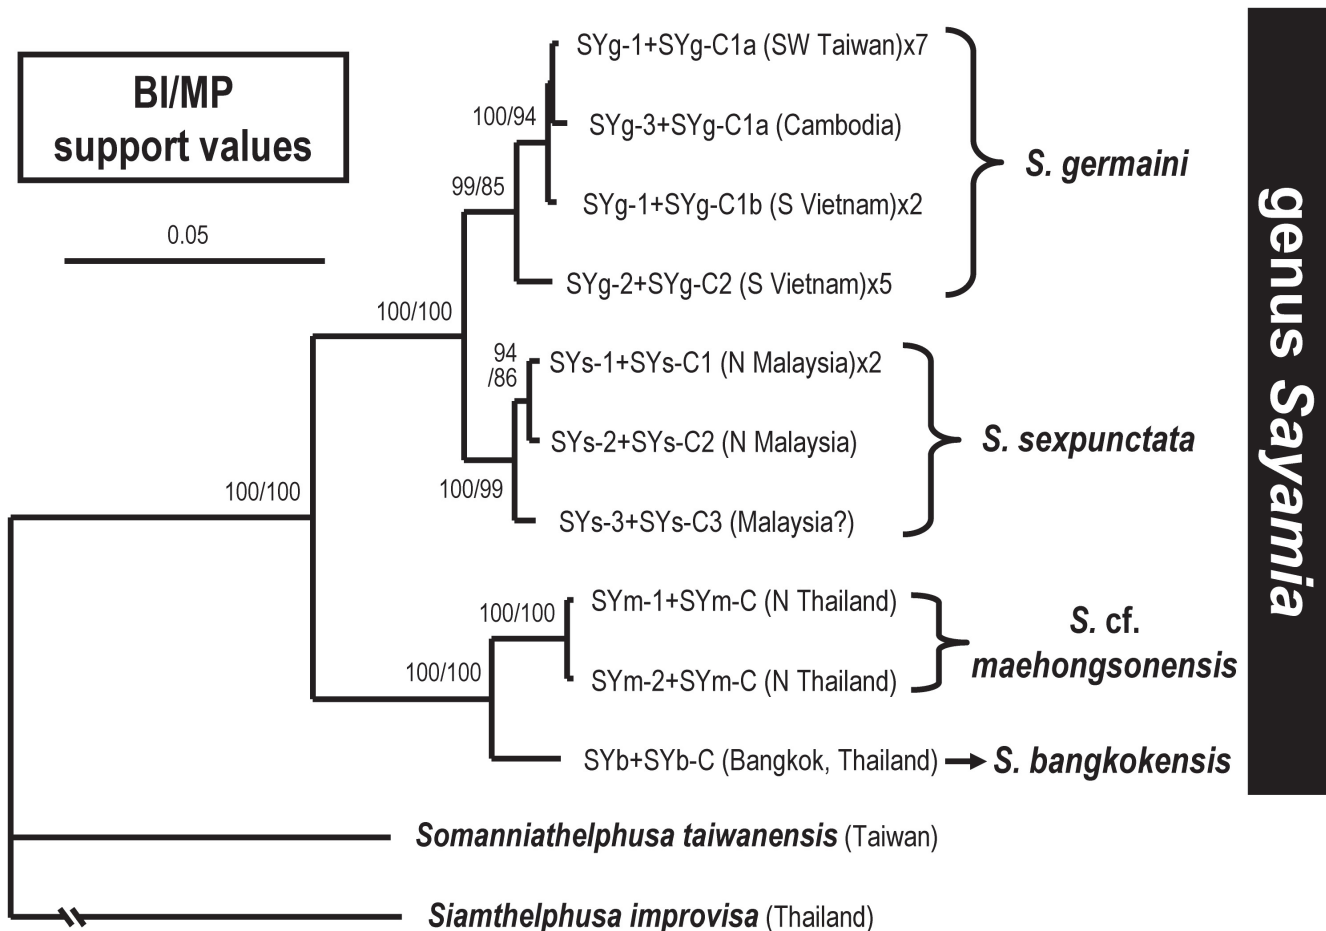 BI/MP
support values
0.05
SYg-1+SYg-C1a (SW Taiwan)x7
100/94
SYg-3+SYg-C1a (Cambodia)
S. germaini
99/85
SYg-1+SYg-C1b (S Vietnam)x2
SYg-2+SYg-C2 (S Vietnam)x5
100/100
94
/86
SYs-1+SYs-C1 (N Malaysia)x2
SYs-2+SYs-C2 (N Malaysia)
S. sexpunctata
100/99
100/100
SYs-3+SYs-C3 (Malaysia?)
SYm-1+SYm-C (N Thailand)
100/100
S. cf.
maehongsonensis
100/100
SYm-2+SYm-C (N Thailand)
SYb+SYb-C (Bangkok, Thailand)
S. bangkokensis
Somanniathelphusa taiwanensis (Taiwan)
Siamthelphusa improvisa (Thailand)
genus Sayamia